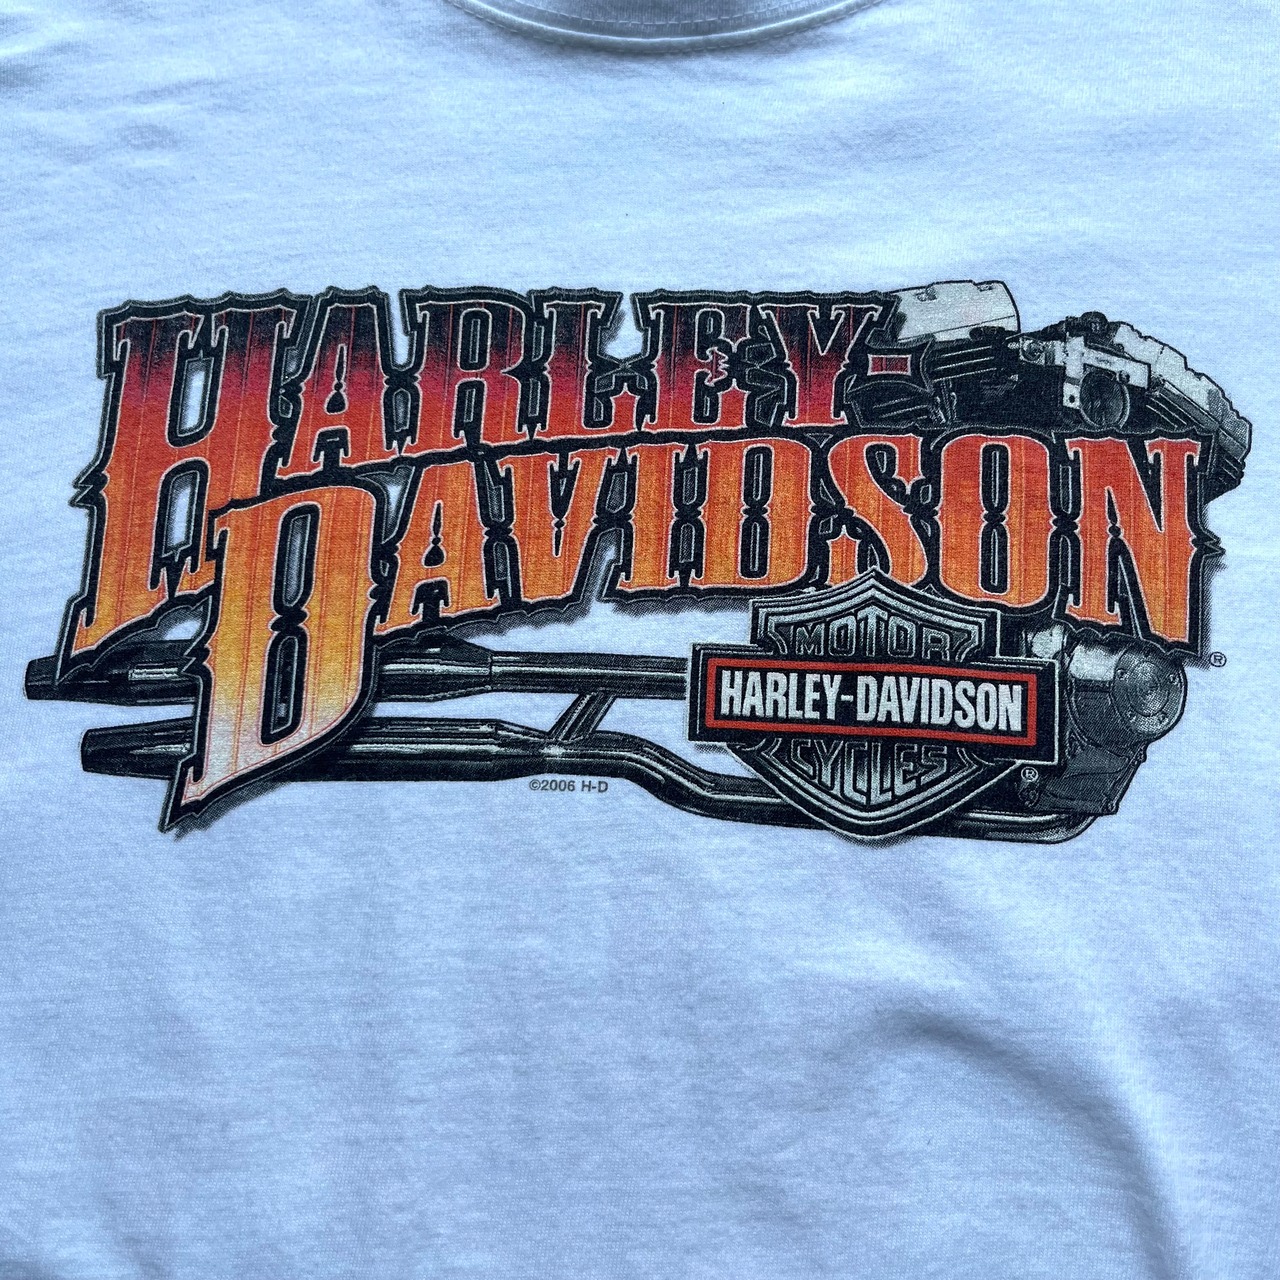 HARLEY-
DAVIDSON
®
MOTOR
HARLEY-DAVIDSON
CYCLES
®
©2006 H-D